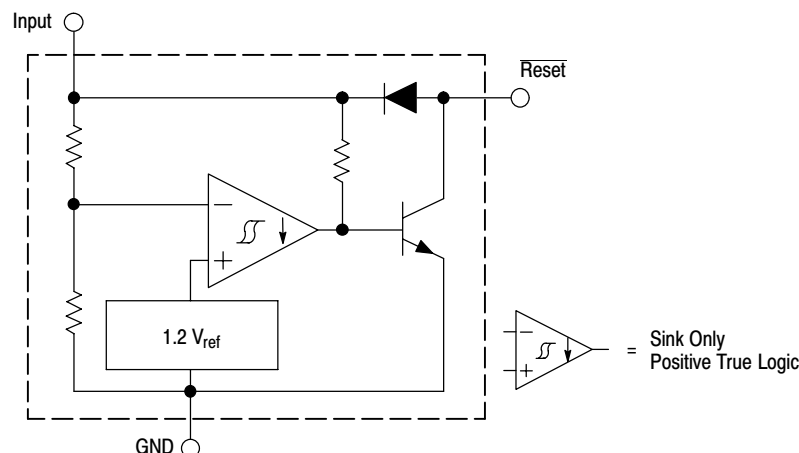 Input
Reset
1.2 Vref
= Sink Only
Positive True Logic
GND